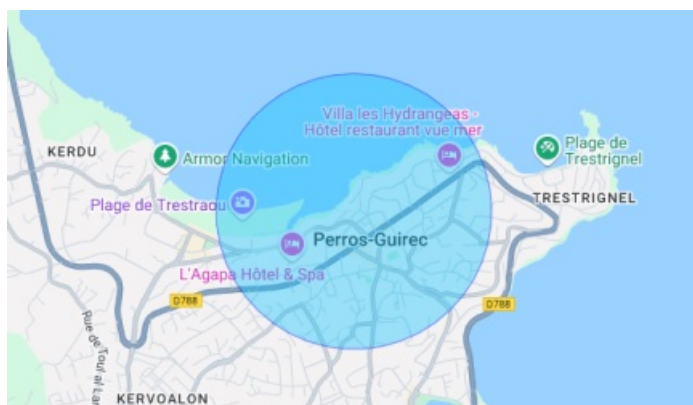 Villa les Hydrangeas -
Hôtel restaurant vue mer
Plage de
Trestrignel
KERDU
Armor Navigation
TRESTRIGNEL
Plage de Trestraou
Perros-Guirec
L'Agapa Hôtel & Spa
D788
D788
Rue de Toul al Lann
KERVOALON